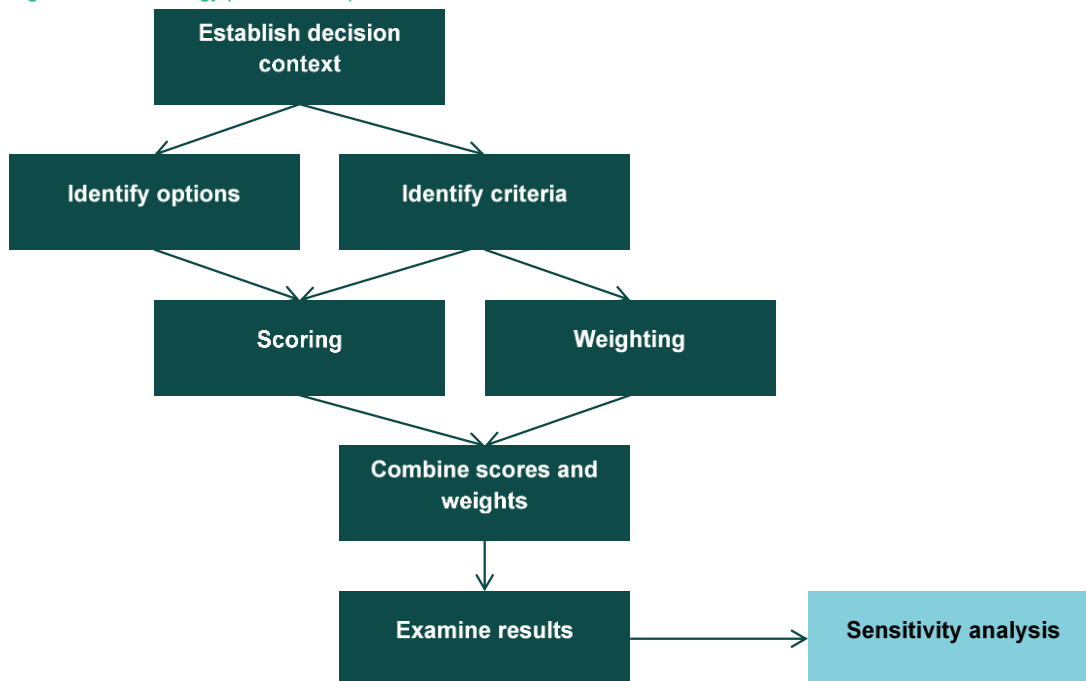 Establish decision
context
Identify options
Identify criteria
Scoring
Weighting
Combine scores and
weights
Examine results
Sensitivity analysis